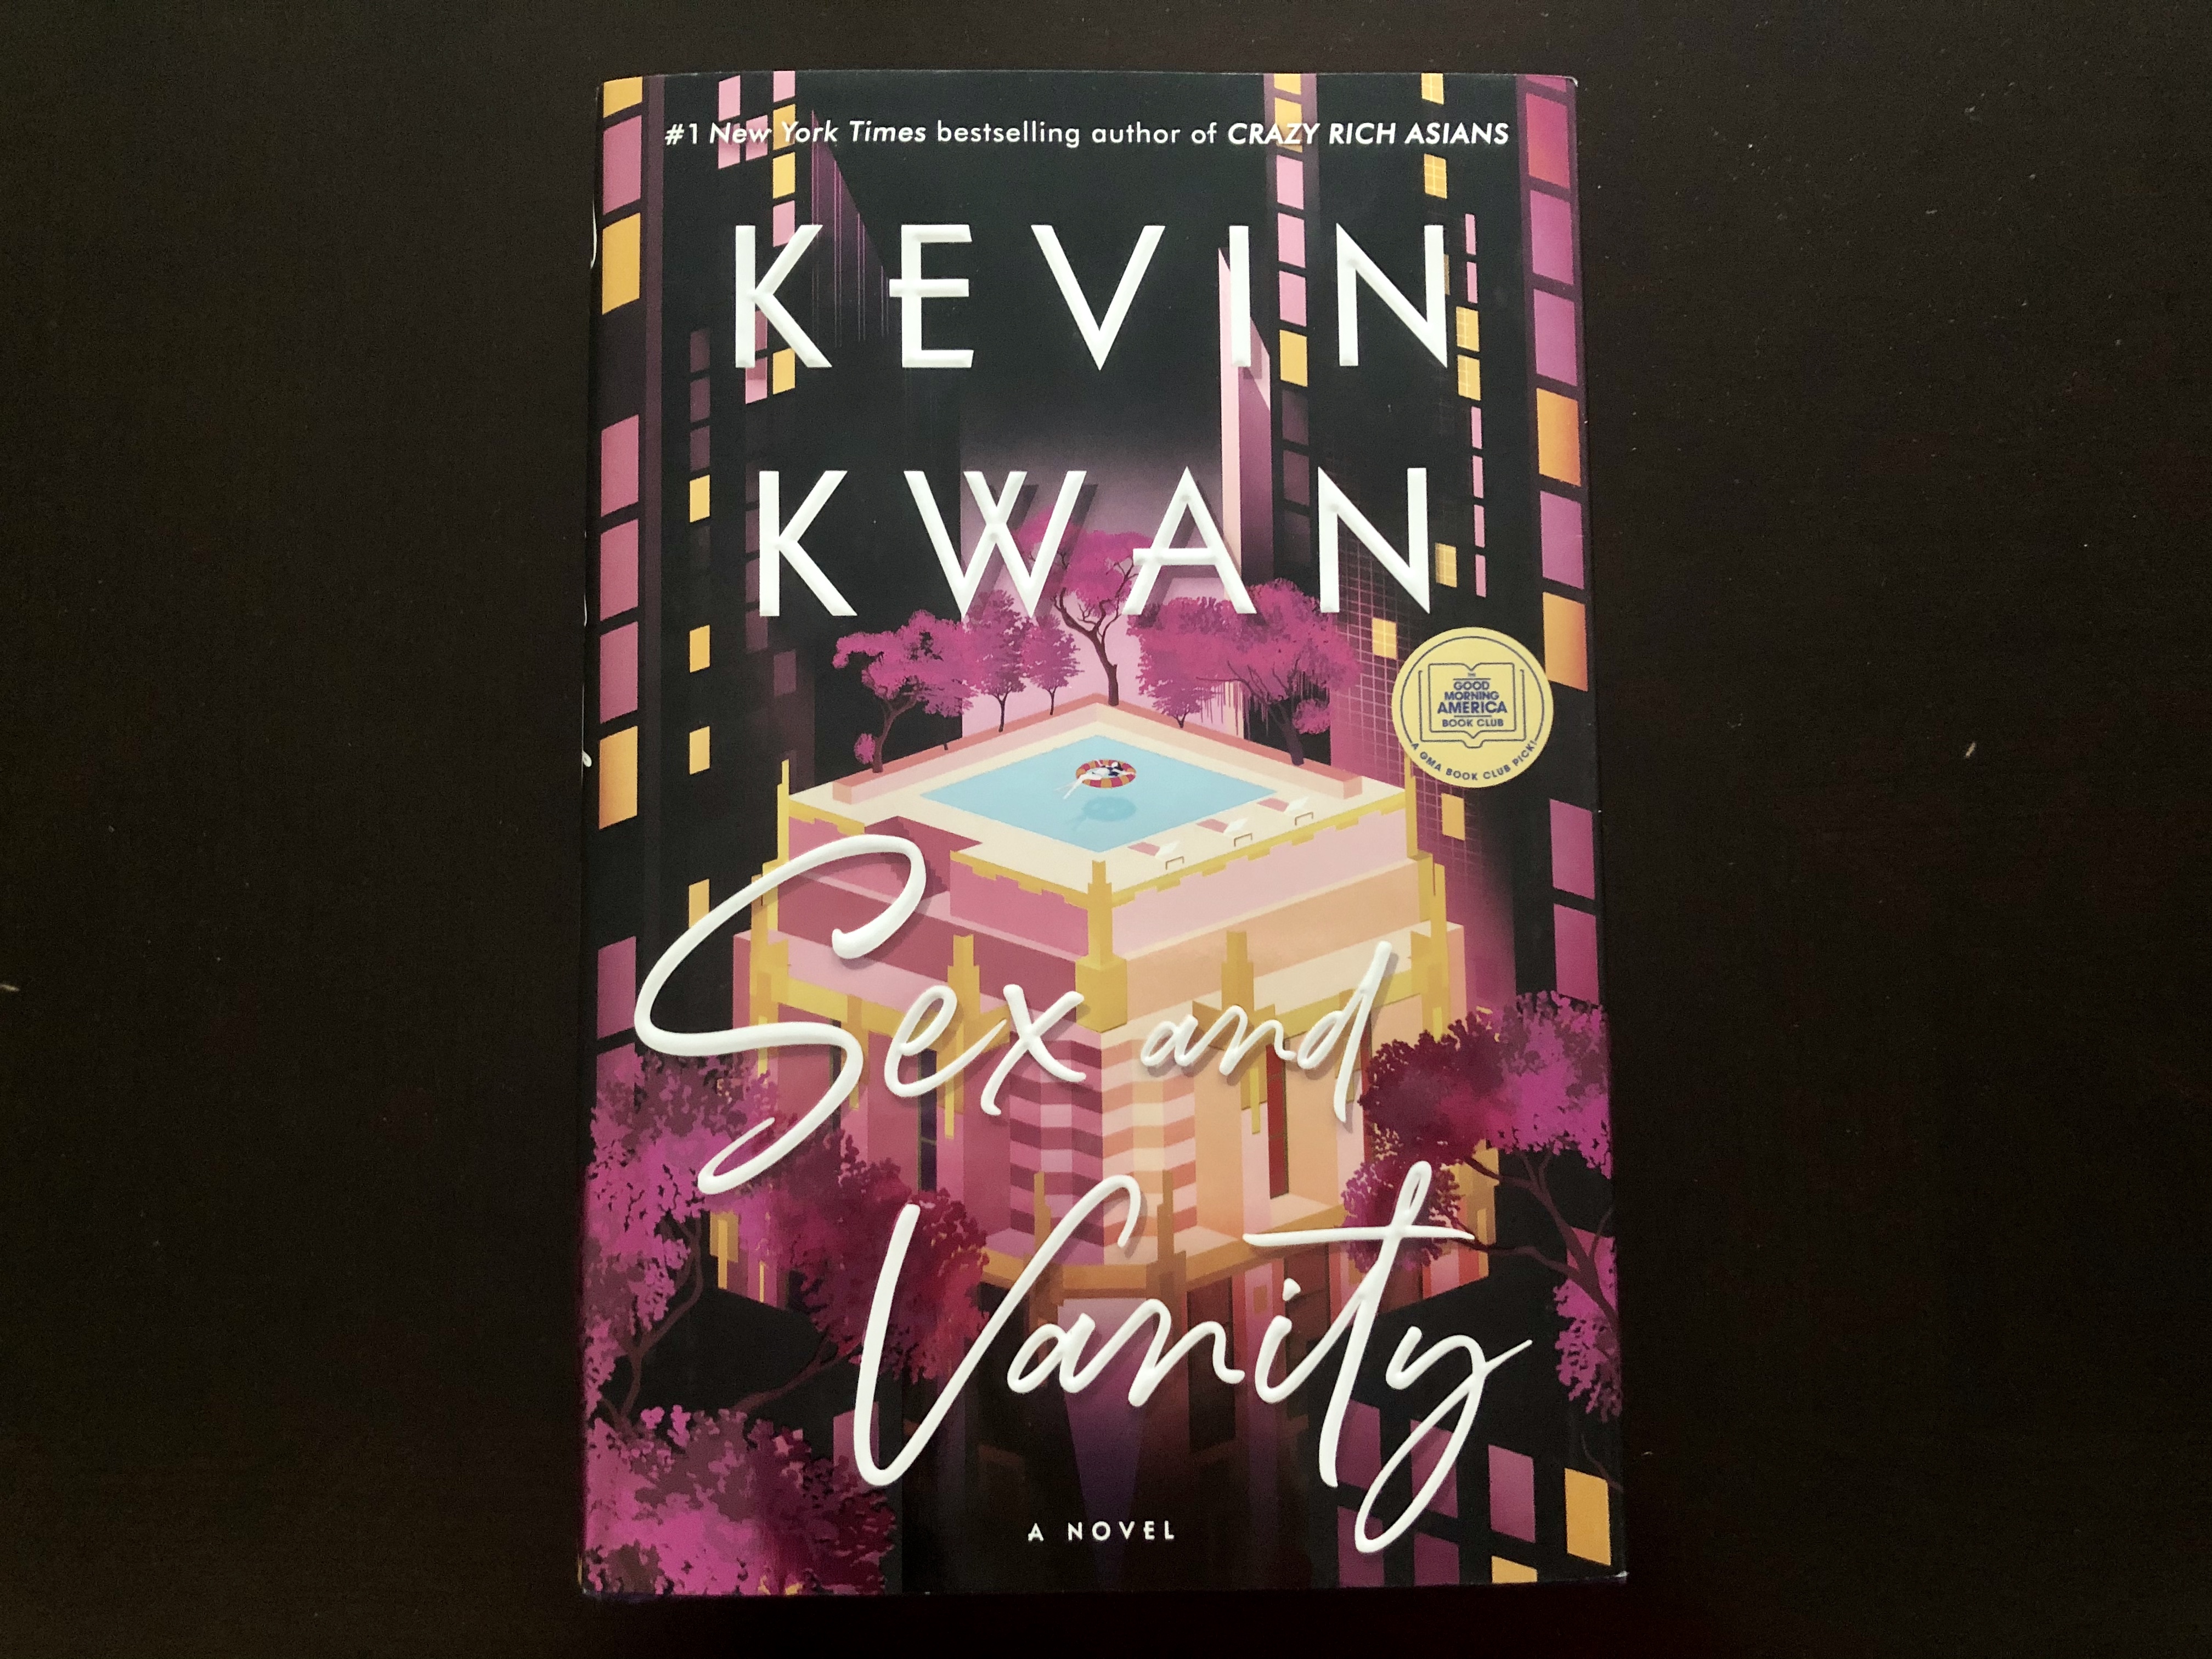 #1 New York Times bestselling author of CRAZY RICH ASIANS
KEVIN
KWAN
THE
GOOD
MORNING
AMERICA
BOOK CLUB
A GMA BOOK CLUB PICK!
Sex and
Vanity
A NOVEL